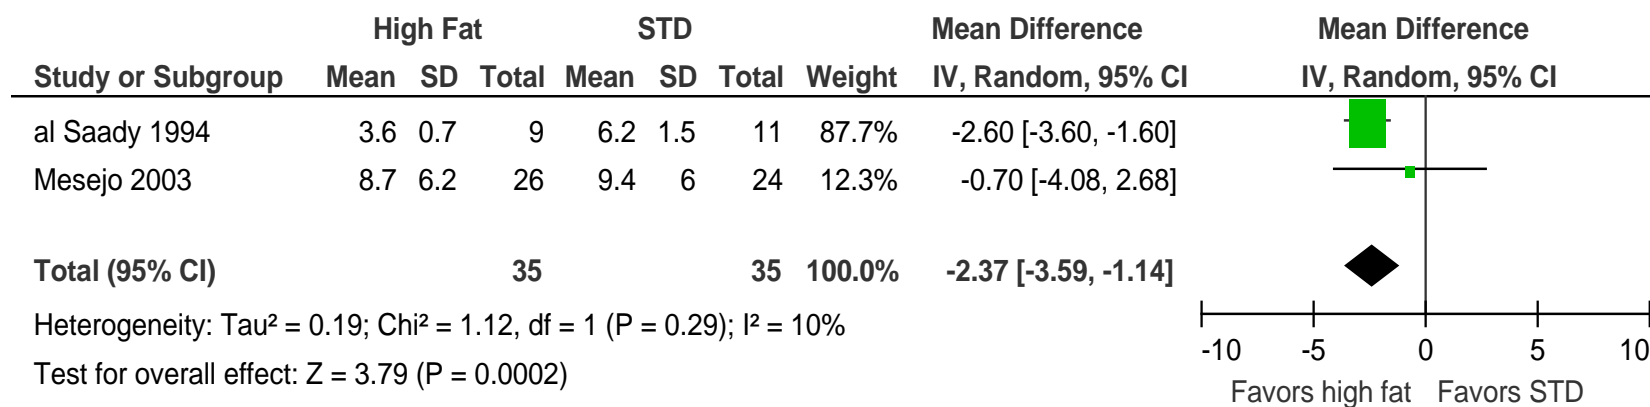 High Fat STD Mean Difference Mean Difference
Study or Subgroup Mean SD Total Mean SD Total Weight IV, Random, 95% CI IV, Random, 95% CI
al Saady 1994 3.6 0.7 9 6.2 1.5 11 87.7% -2.60 [-3.60, -1.60]
Mesejo 2003 8.7 6.2 26 9.4 6 24 12.3% -0.70 [-4.08, 2.68]
Total (95% CI) 35 35 100.0% -2.37 [-3.59, -1.14]
Heterogeneity: Tau² = 0.19; Chi² = 1.12, df = 1 (P = 0.29); I² = 10%
Test for overall effect: Z = 3.79 (P = 0.0002)
-10 -5 0 5 10
Favors high fat Favors STD